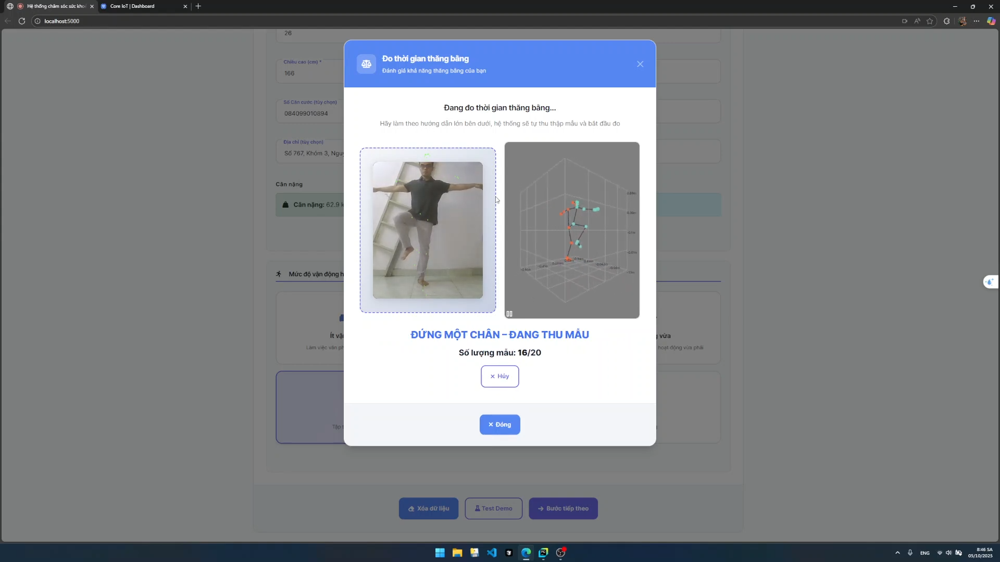 Hệ thống chăm sóc sức kho
Core IoT | Dashboard
localhost:5000
26
Chiều cao (cm) *
166
Số Căn cước (tùy chọn)
084099010894
Địa chỉ (tùy chọn)
Số 767, Khóm 3, Nguy
Cân nặng
Cân nặng: 62.9 k
Mức độ vận động h
Ít vậ
Làm việc văn ph
g vừa
hoạt động vừa phải
Tập t
Đo thời gian thăng bằng
Đánh giá khả năng thăng bằng của bạn
Đang đo thời gian thăng bằng...
Hãy làm theo hướng dẫn lớn bên dưới, hệ thống sẽ tự thu thập mẫu và bắt đầu đo
ĐỨNG MỘT CHÂN – ĐANG THU MẪU
Số lượng mẫu: 16/20
Hủy
Đóng
Xóa dữ liệu
Test Demo
Bước tiếp theo
ENG
8:46 SA
05/10/2025